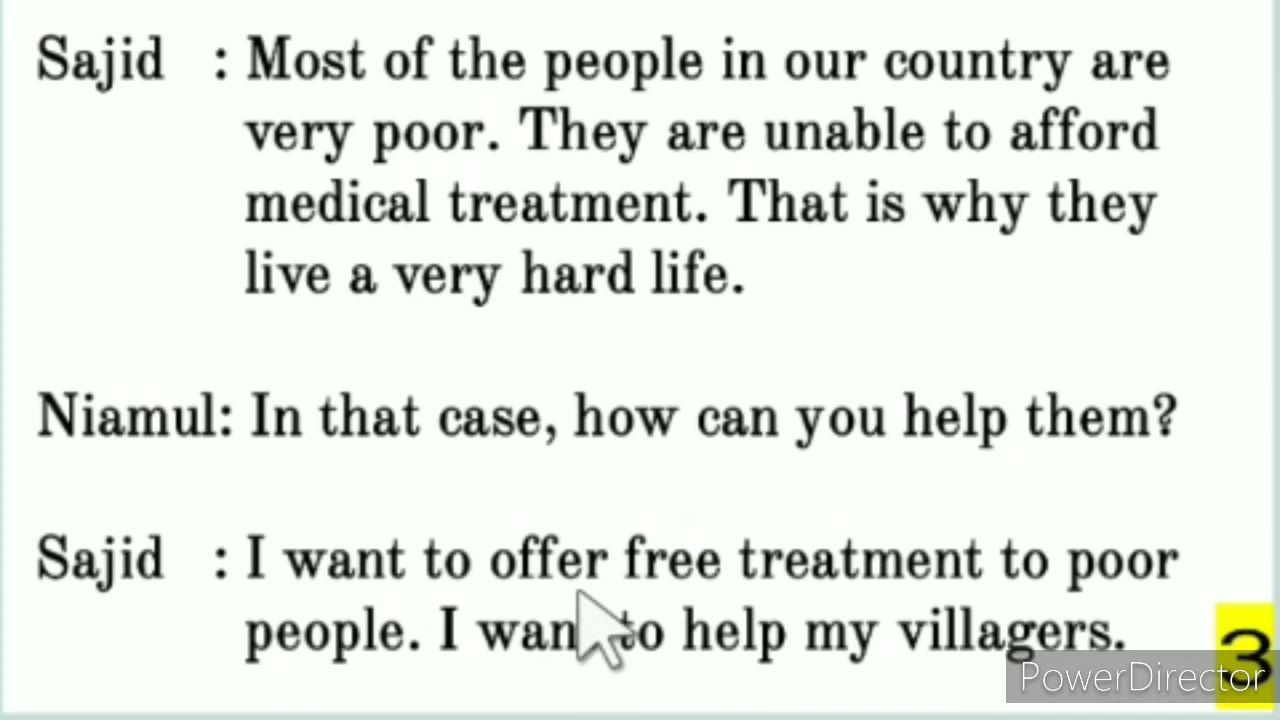 Sajid : Most of the people in our country are
very poor. They are unable to afford
medical treatment. That is why they
live a very hard life.
Niamul: In that case, how can you help them?
Sajid : I want to offer free treatment to poor
people. I want to help my villagers.
3
PowerDirector